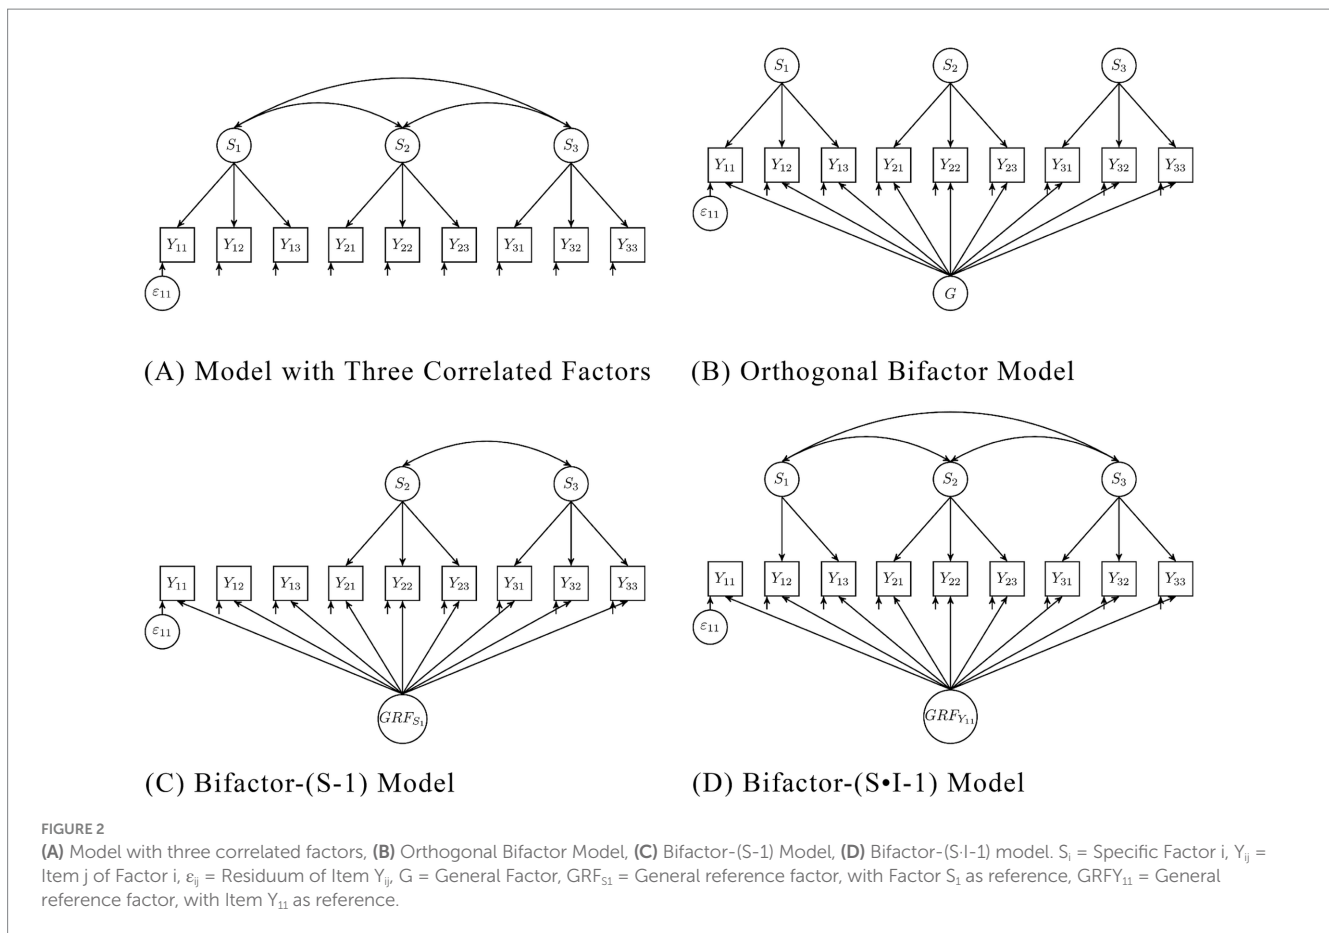 S₁ S₂ S₃
Y₁₁ Y₁₂ Y₁₃ Y₂₁ Y₂₂ Y₂₃ Y₃₁ Y₃₂ Y₃₃
ε₁₁
(A) Model with Three Correlated Factors
S₁ S₂ S₃
Y₁₁ Y₁₂ Y₁₃ Y₂₁ Y₂₂ Y₂₃ Y₃₁ Y₃₂ Y₃₃
ε₁₁
G
(B) Orthogonal Bifactor Model
S₂ S₃
Y₁₁ Y₁₂ Y₁₃ Y₂₁ Y₂₂ Y₂₃ Y₃₁ Y₃₂ Y₃₃
ε₁₁
GRF_S₁
(C) Bifactor-(S-1) Model
S₁ S₂ S₃
Y₁₁ Y₁₂ Y₁₃ Y₂₁ Y₂₂ Y₂₃ Y₃₁ Y₃₂ Y₃₃
ε₁₁
GRF_Y₁₁
(D) Bifactor-(S•I-1) Model
FIGURE 2
(A) Model with three correlated factors, (B) Orthogonal Bifactor Model, (C) Bifactor-(S-1) Model, (D) Bifactor-(S·I-1) model. Sᵢ = Specific Factor i, Yᵢⱼ =
Item j of Factor i, εᵢⱼ = Residuum of Item Yᵢⱼ, G = General Factor, GRF_S1 = General reference factor, with Factor S₁ as reference, GRFY₁₁ = General
reference factor, with Item Y₁₁ as reference.